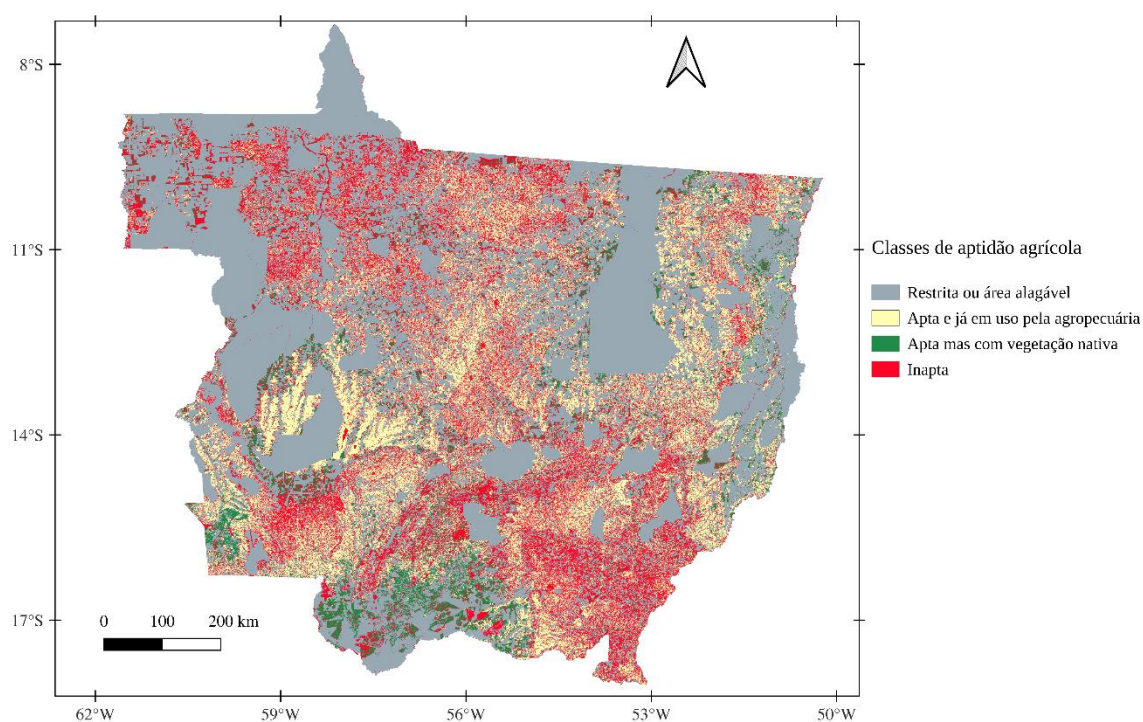 8°S
11°S
14°S
17°S
0 100 200 km
62°W 59°W 56°W 53°W 50°W
Classes de aptidão agrícola
Restrita ou área alagável
Apta e já em uso pela agropecuária
Apta mas com vegetação nativa
Inapta